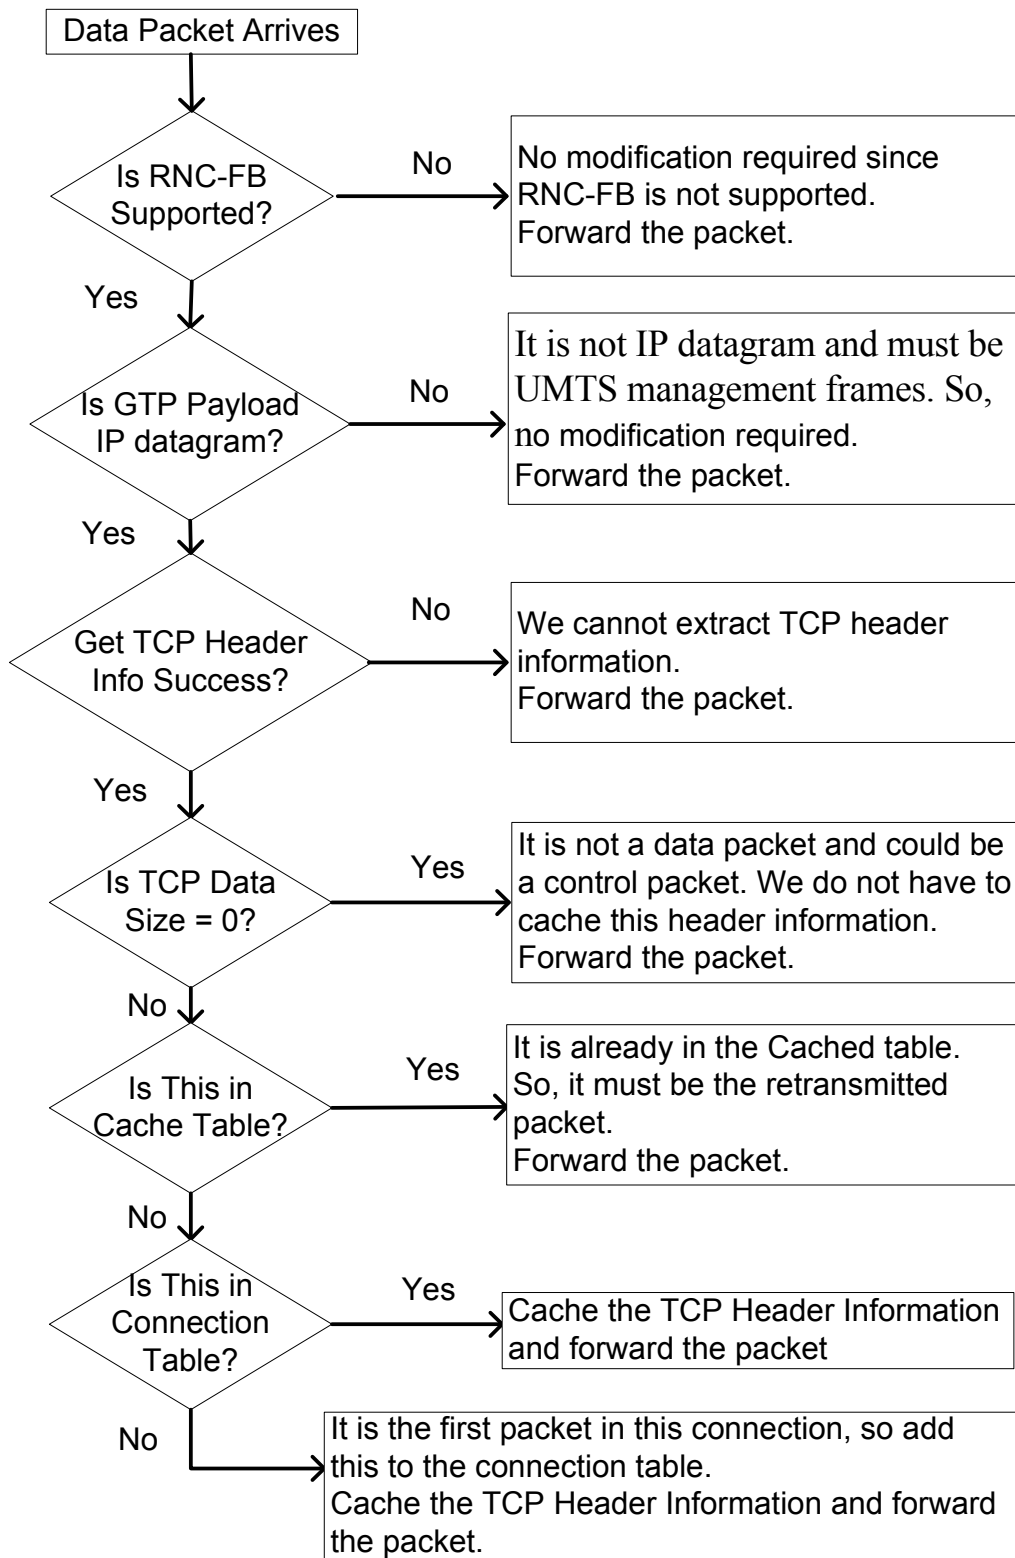 Data Packet Arrives
Is RNC-FB
Supported?
No
No modification required since
RNC-FB is not supported.
Forward the packet.
Yes
Is GTP Payload
IP datagram?
No
It is not IP datagram and must be
UMTS management frames. So,
no modification required.
Forward the packet.
Yes
Get TCP Header
Info Success?
No
We cannot extract TCP header
information.
Forward the packet.
Yes
Is TCP Data
Size = 0?
Yes
It is not a data packet and could be
a control packet. We do not have to
cache this header information.
Forward the packet.
No
Is This in
Cache Table?
Yes
It is already in the Cached table.
So, it must be the retransmitted
packet.
Forward the packet.
No
Is This in
Connection
Table?
Yes
Cache the TCP Header Information
and forward the packet
No
It is the first packet in this connection, so add
this to the connection table.
Cache the TCP Header Information and forward
the packet.